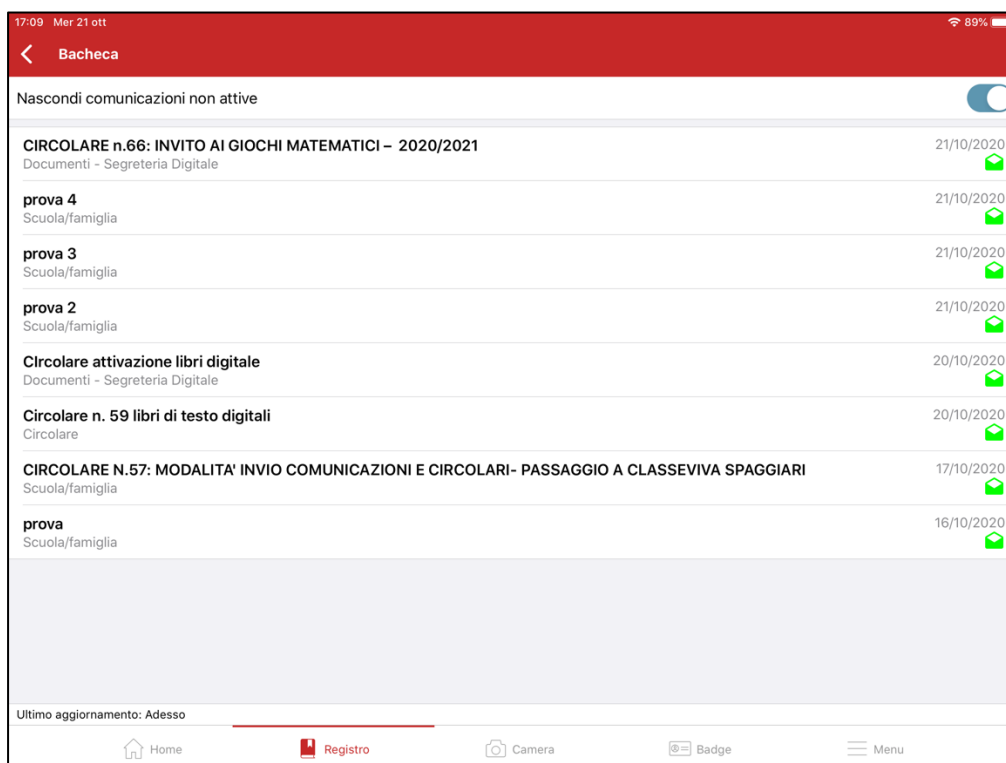 17:09 Mer 21 ott 89%
Bacheca
Nascondi comunicazioni non attive
CIRCOLARE n.66: INVITO AI GIOCHI MATEMATICI – 2020/2021 21/10/2020
Documenti - Segreteria Digitale
prova 4 21/10/2020
Scuola/famiglia
prova 3 21/10/2020
Scuola/famiglia
prova 2 21/10/2020
Scuola/famiglia
CIrcolare attivazione libri digitale 20/10/2020
Documenti - Segreteria Digitale
Circolare n. 59 libri di testo digitali 20/10/2020
Circolare
CIRCOLARE N.57: MODALITA' INVIO COMUNICAZIONI E CIRCOLARI- PASSAGGIO A CLASSEVIVA SPAGGIARI 17/10/2020
Scuola/famiglia
prova 16/10/2020
Scuola/famiglia
Ultimo aggiornamento: Adesso
Home Registro Camera Badge Menu